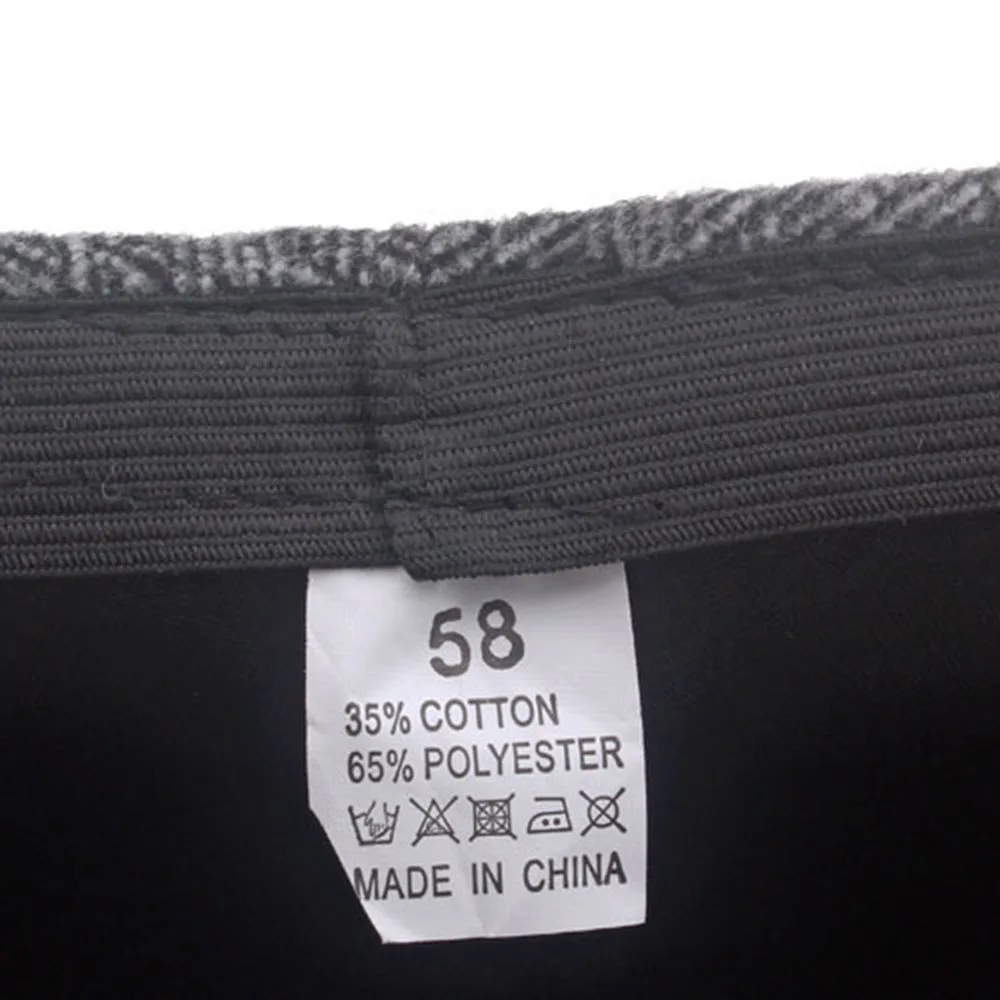 58
35% COTTON
65% POLYESTER
MADE IN CHINA